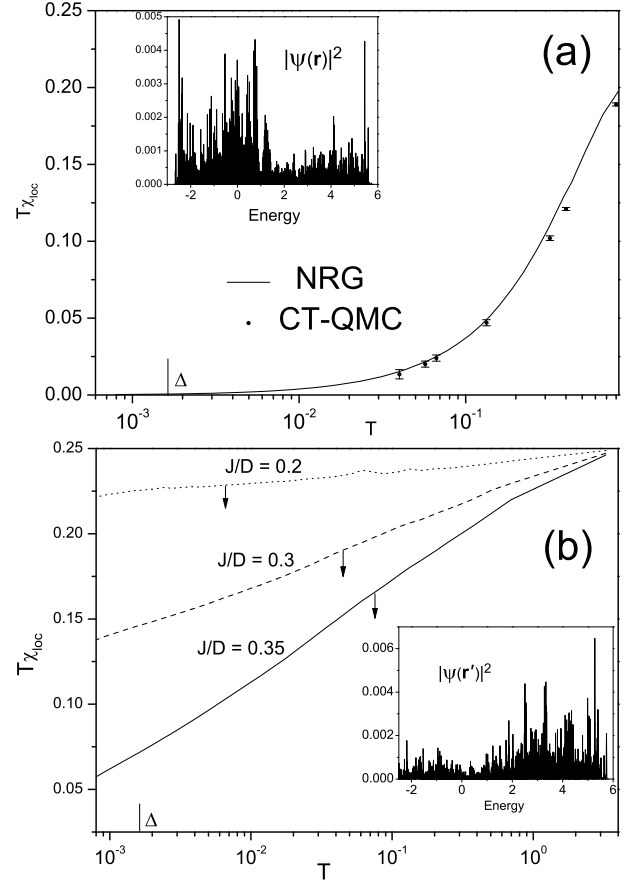 (a)
0.25
0.20
0.15
0.10
0.05
0.00
Tχloc
0.005
0.004
0.003
0.002
0.001
0.000
|ψ(r)|²
-2 0 2 4 6
Energy
NRG
CT-QMC
Δ
10⁻³ 10⁻² 10⁻¹
T
(b)
0.25
0.20
0.15
0.10
0.05
Tχloc
J/D = 0.2
J/D = 0.3
J/D = 0.35
0.006
0.004
0.002
0.000
|ψ(r′)|²
-2 0 2 4 6
Energy
Δ
10⁻³ 10⁻² 10⁻¹ 10⁰
T